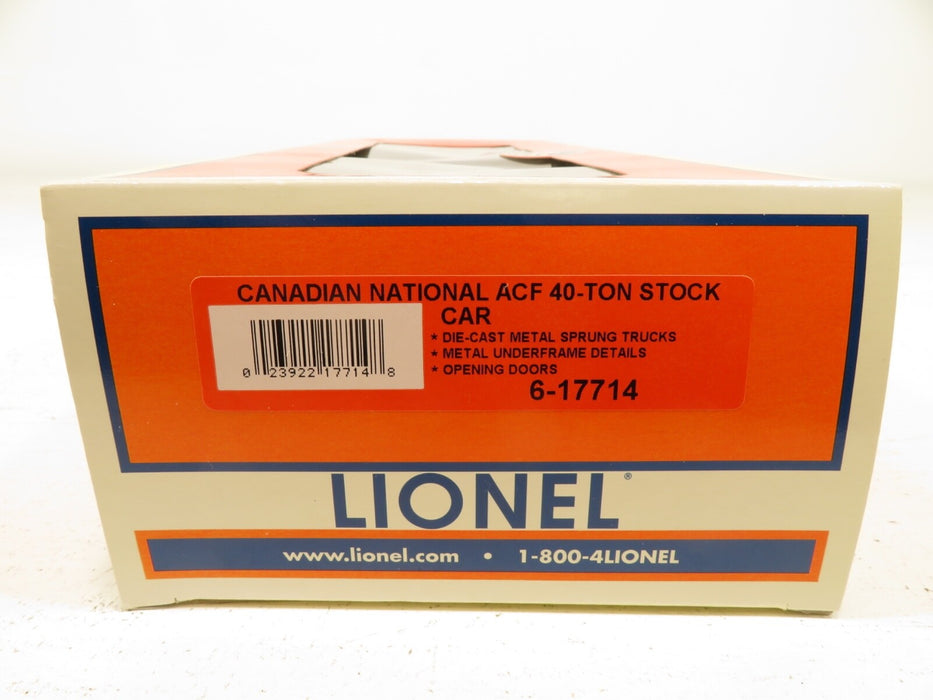 CANADIAN NATIONAL ACF 40-TON STOCK
CAR
* DIE-CAST METAL SPRUNG TRUCKS
* METAL UNDERFRAME DETAILS
* OPENING DOORS
6-17714
0 23922 17714 8
LIONEL®
www.lionel.com • 1-800-4LIONEL